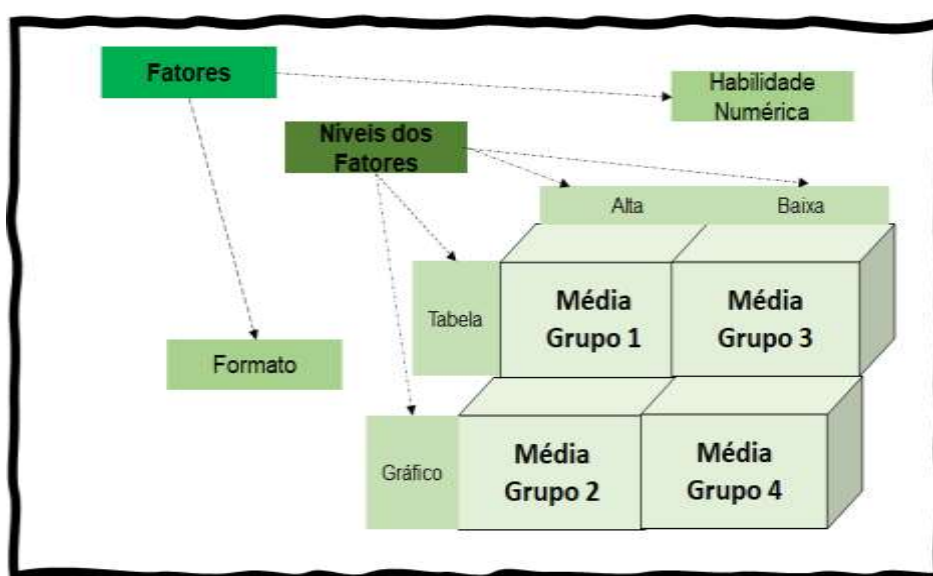 Fatores
Habilidade
Numérica
Níveis dos
Fatores
Alta
Baixa
Tabela
Média
Grupo 1
Média
Grupo 3
Formato
Gráfico
Média
Grupo 2
Média
Grupo 4